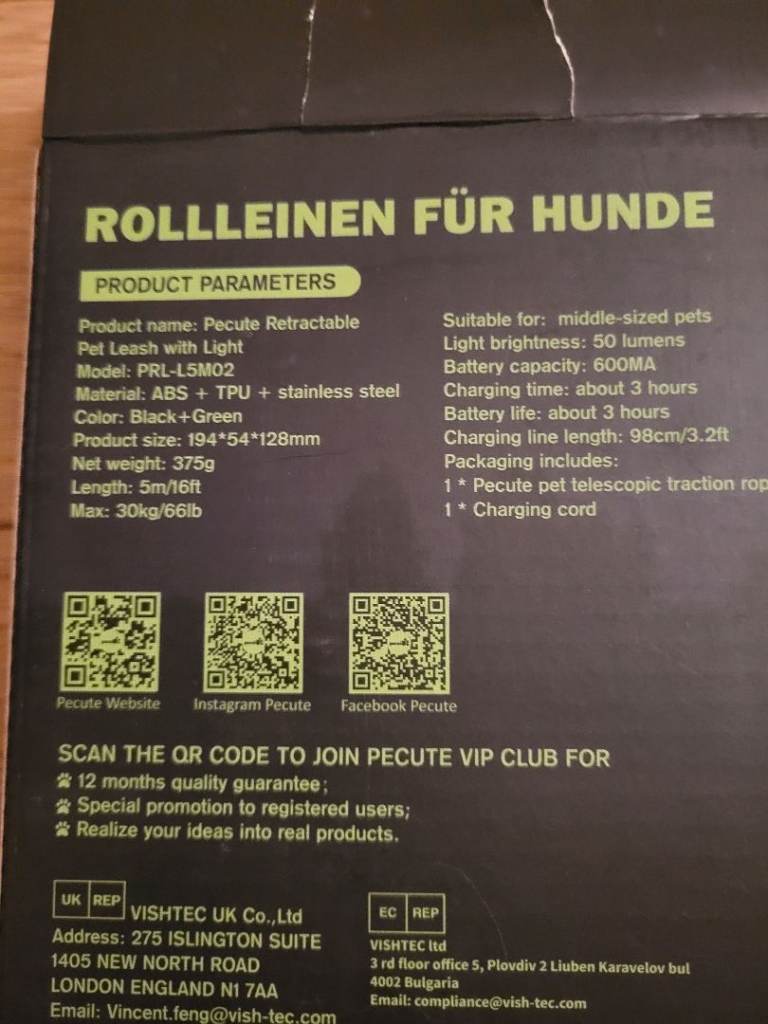 ROLLLEINEN FÜR HUNDE
PRODUCT PARAMETERS
Product name: Pecute Retractable
Pet Leash with Light
Model: PRL-L5M02
Material: ABS + TPU + stainless steel
Color: Black+Green
Product size: 194*54*128mm
Net weight: 375g
Length: 5m/16ft
Max: 30kg/66lb
Suitable for: middle-sized pets
Light brightness: 50 lumens
Battery capacity: 600MA
Charging time: about 3 hours
Battery life: about 3 hours
Charging line length: 98cm/3.2ft
Packaging includes:
1 * Pecute pet telescopic traction rop
1 * Charging cord
Pecute Website
Instagram Pecute
Facebook Pecute
SCAN THE QR CODE TO JOIN PECUTE VIP CLUB FOR
12 months quality guarantee;
Special promotion to registered users;
Realize your ideas into real products.
UK REP VISHTEC UK Co.,Ltd
Address: 275 ISLINGTON SUITE
1405 NEW NORTH ROAD
LONDON ENGLAND N1 7AA
Email: Vincent.feng@vish-tec.com
EC REP
VISHTEC ltd
3 rd floor office 5, Plovdiv 2 Liuben Karavelov bul
4002 Bulgaria
Email: compliance@vish-tec.com